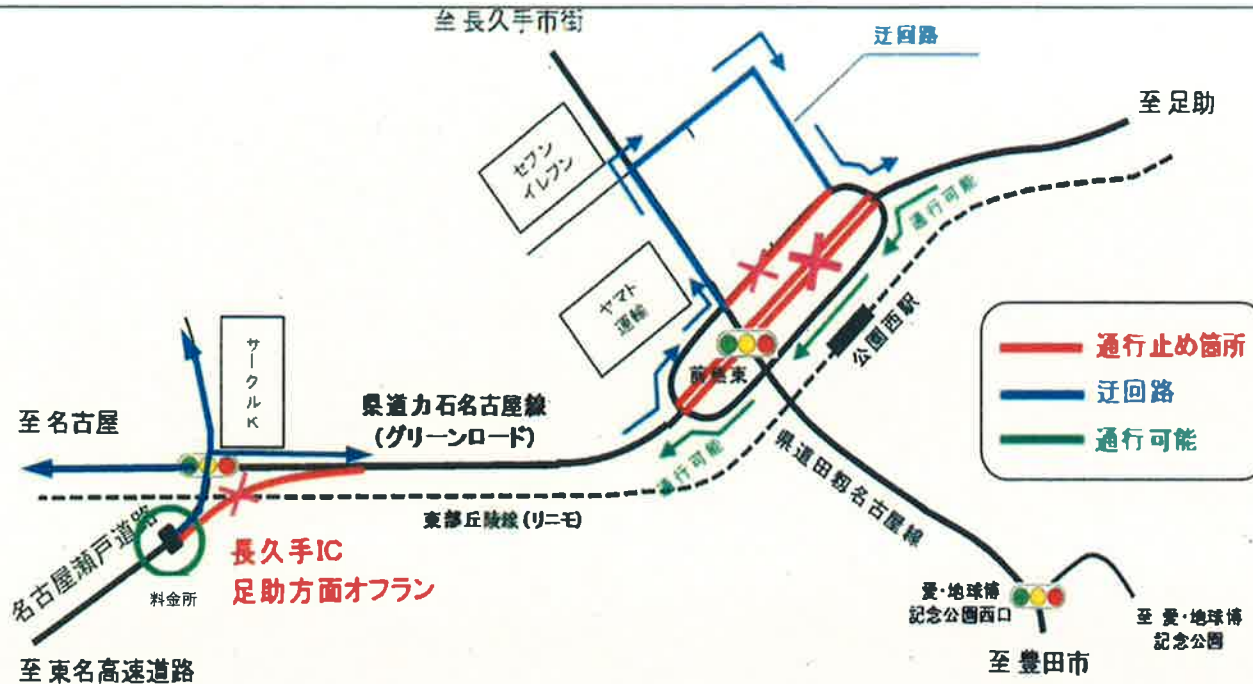 至 長久手市街
迂回路
至 足助
セブン
イレブン
通行可能
ヤマト
運輸
公園西駅
通行止め箇所
迂回路
通行可能
サークルK
前熊東
県道力石名古屋線
(グリーンロード)
至 名古屋
通行可能
県道田籾名古屋線
東部丘陵線(リニモ)
名古屋瀬戸道路
長久手IC
足助方面オフラン
料金所
愛・地球博
記念公園西口
至 愛・地球博
記念公園
至 豊田市
至 東名高速道路